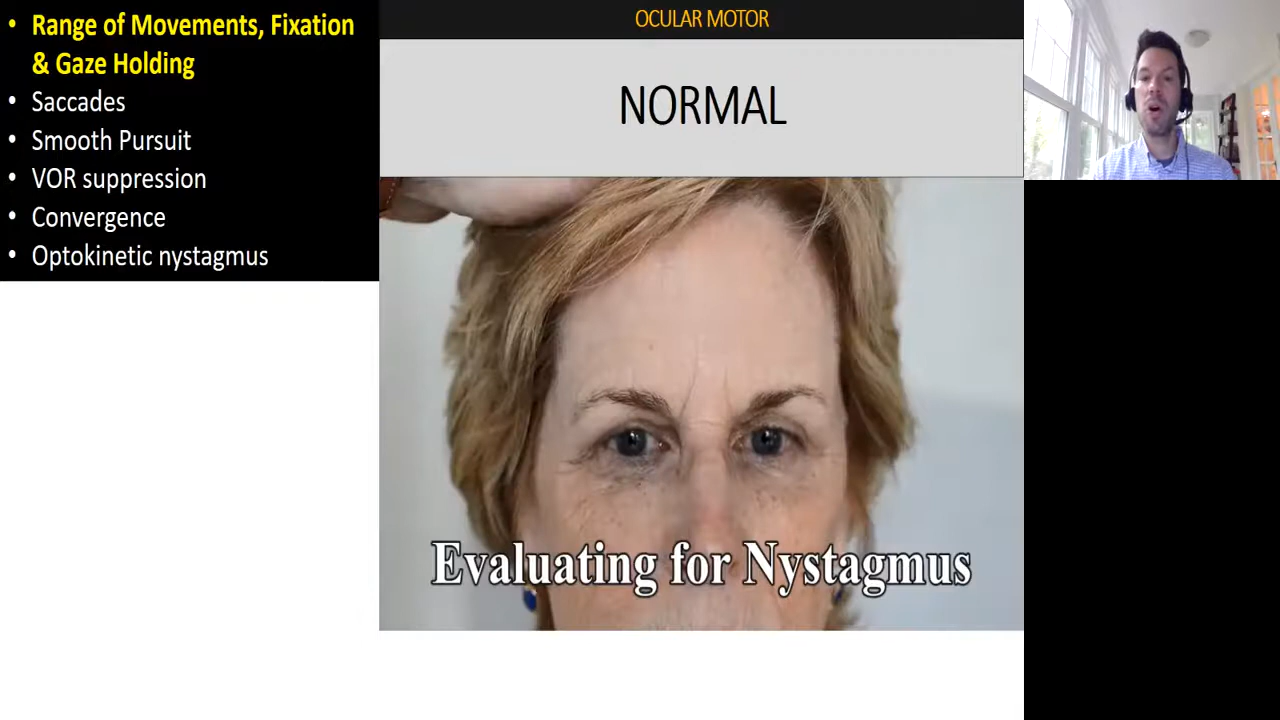 • Range of Movements, Fixation
& Gaze Holding
• Saccades
• Smooth Pursuit
• VOR suppression
• Convergence
• Optokinetic nystagmus
OCULAR MOTOR
NORMAL
Evaluating for Nystagmus